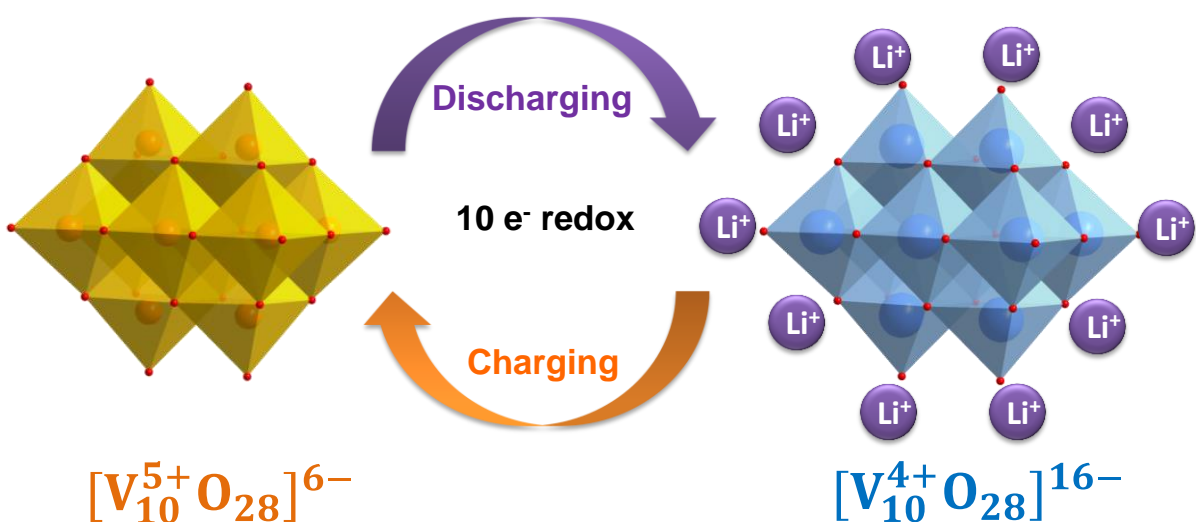 Li⁺ Li⁺
Discharging
Li⁺ Li⁺
10 e⁻ redox
Li⁺ Li⁺
Li⁺ Li⁺
Charging
Li⁺ Li⁺
[V₁₀⁵⁺O₂₈]⁶⁻
[V₁₀⁴⁺O₂₈]¹⁶⁻